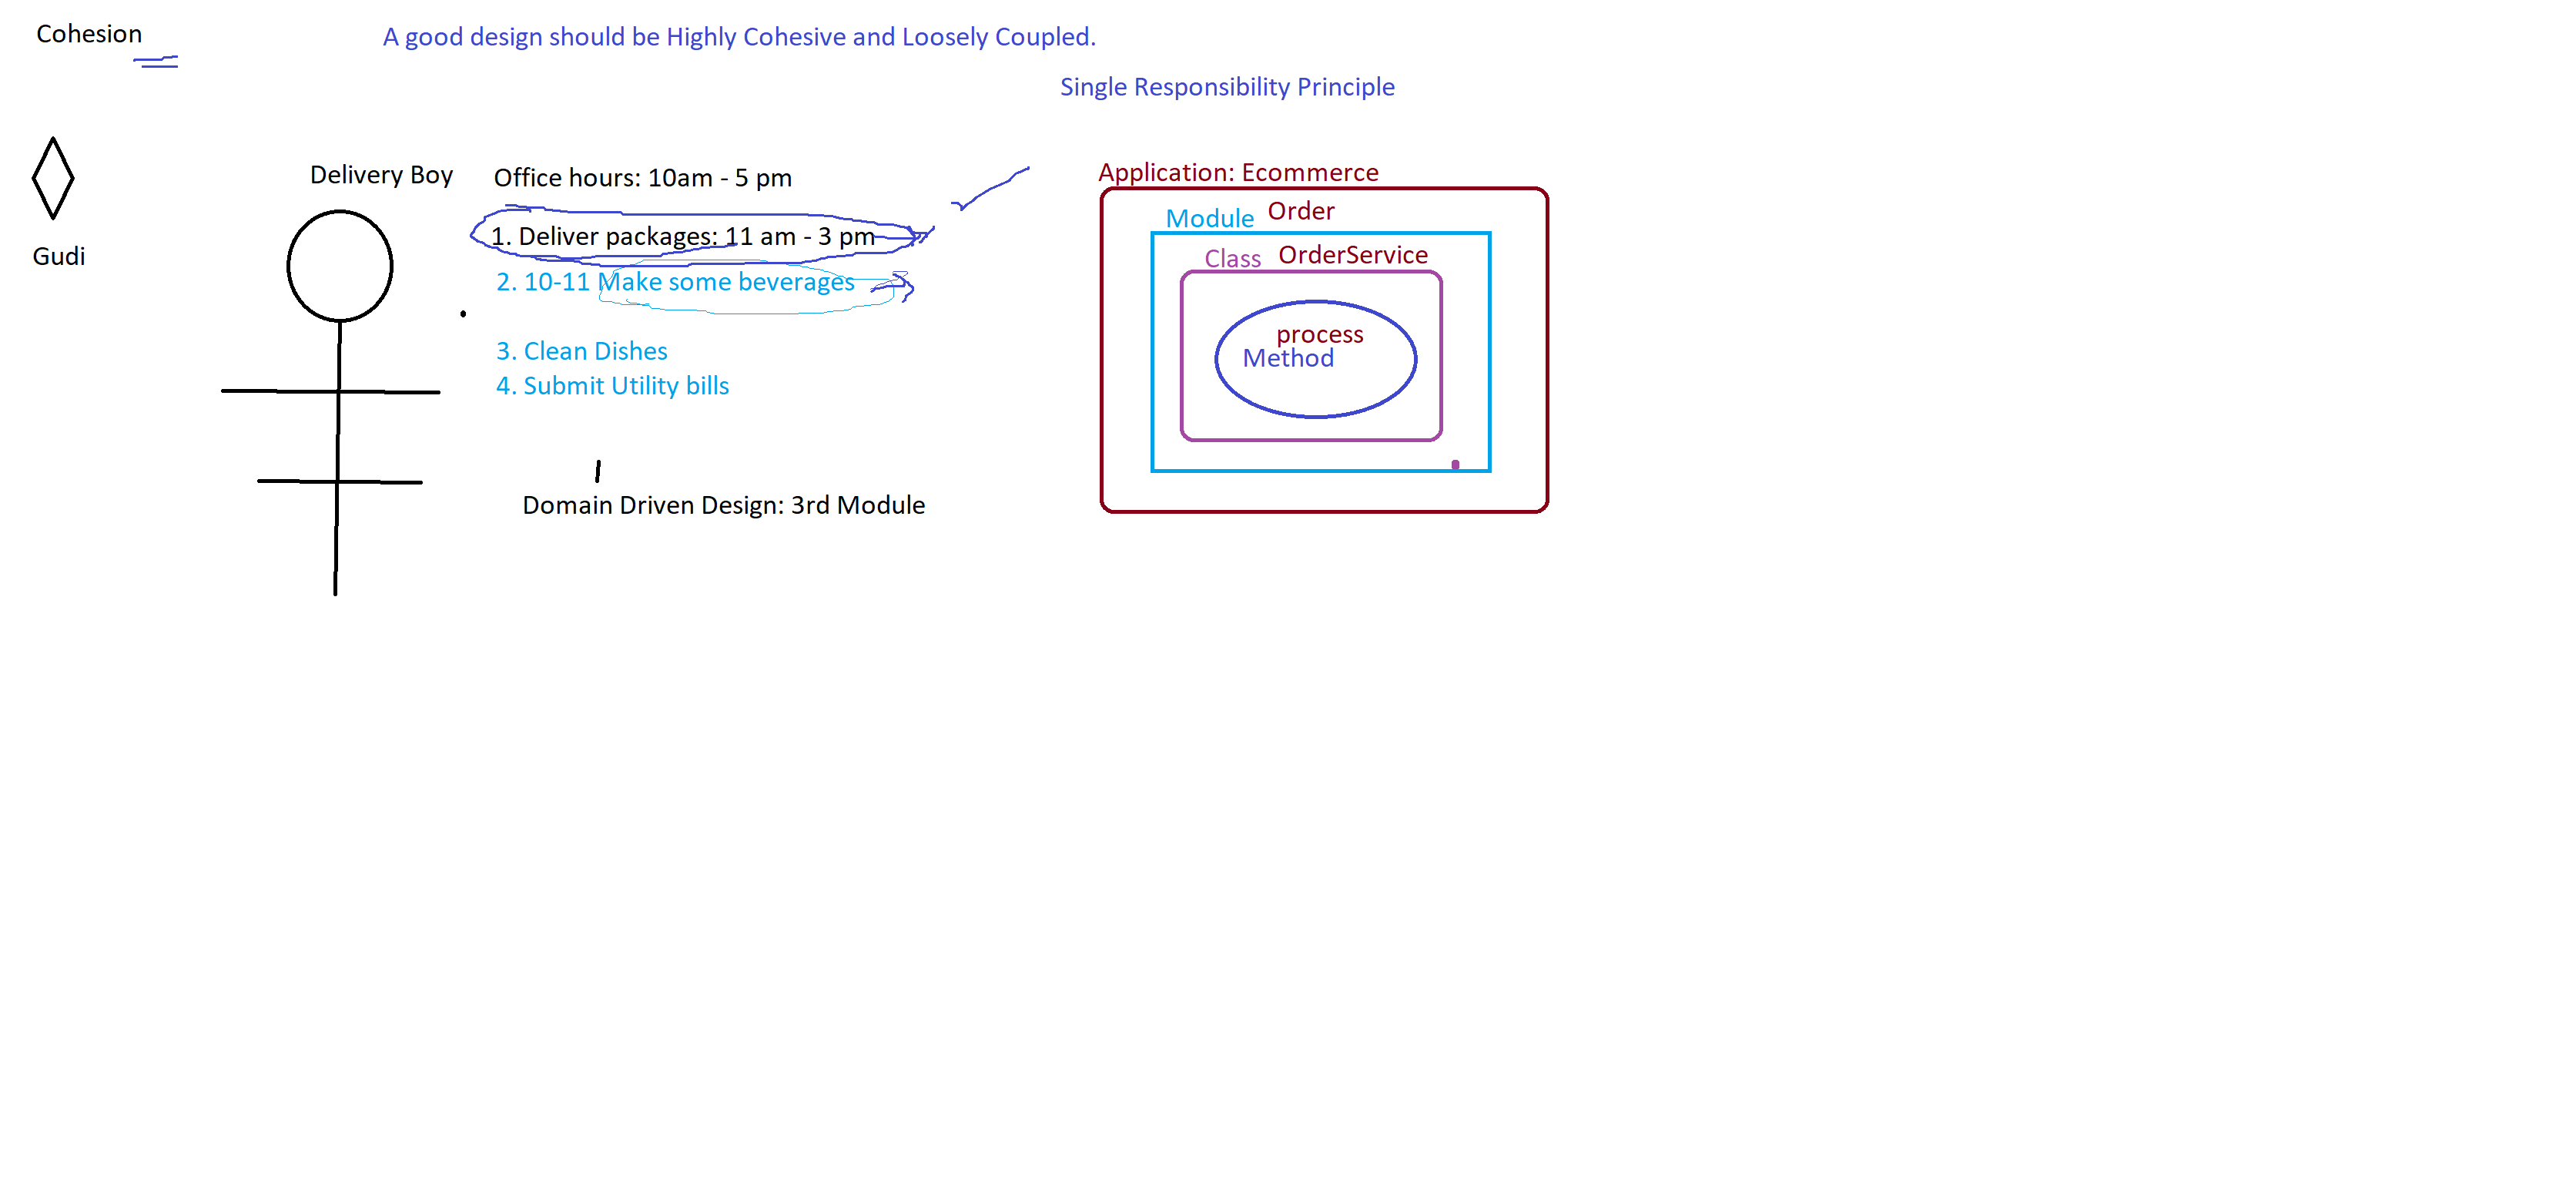 Cohesion
A good design should be Highly Cohesive and Loosely Coupled.
Single Responsibility Principle
Gudi
Delivery Boy
Office hours: 10am - 5 pm
1. Deliver packages: 11 am - 3 pm
2. 10-11 Make some beverages
3. Clean Dishes
4. Submit Utility bills
Domain Driven Design: 3rd Module
Application: Ecommerce
Module Order
Class OrderService
process
Method